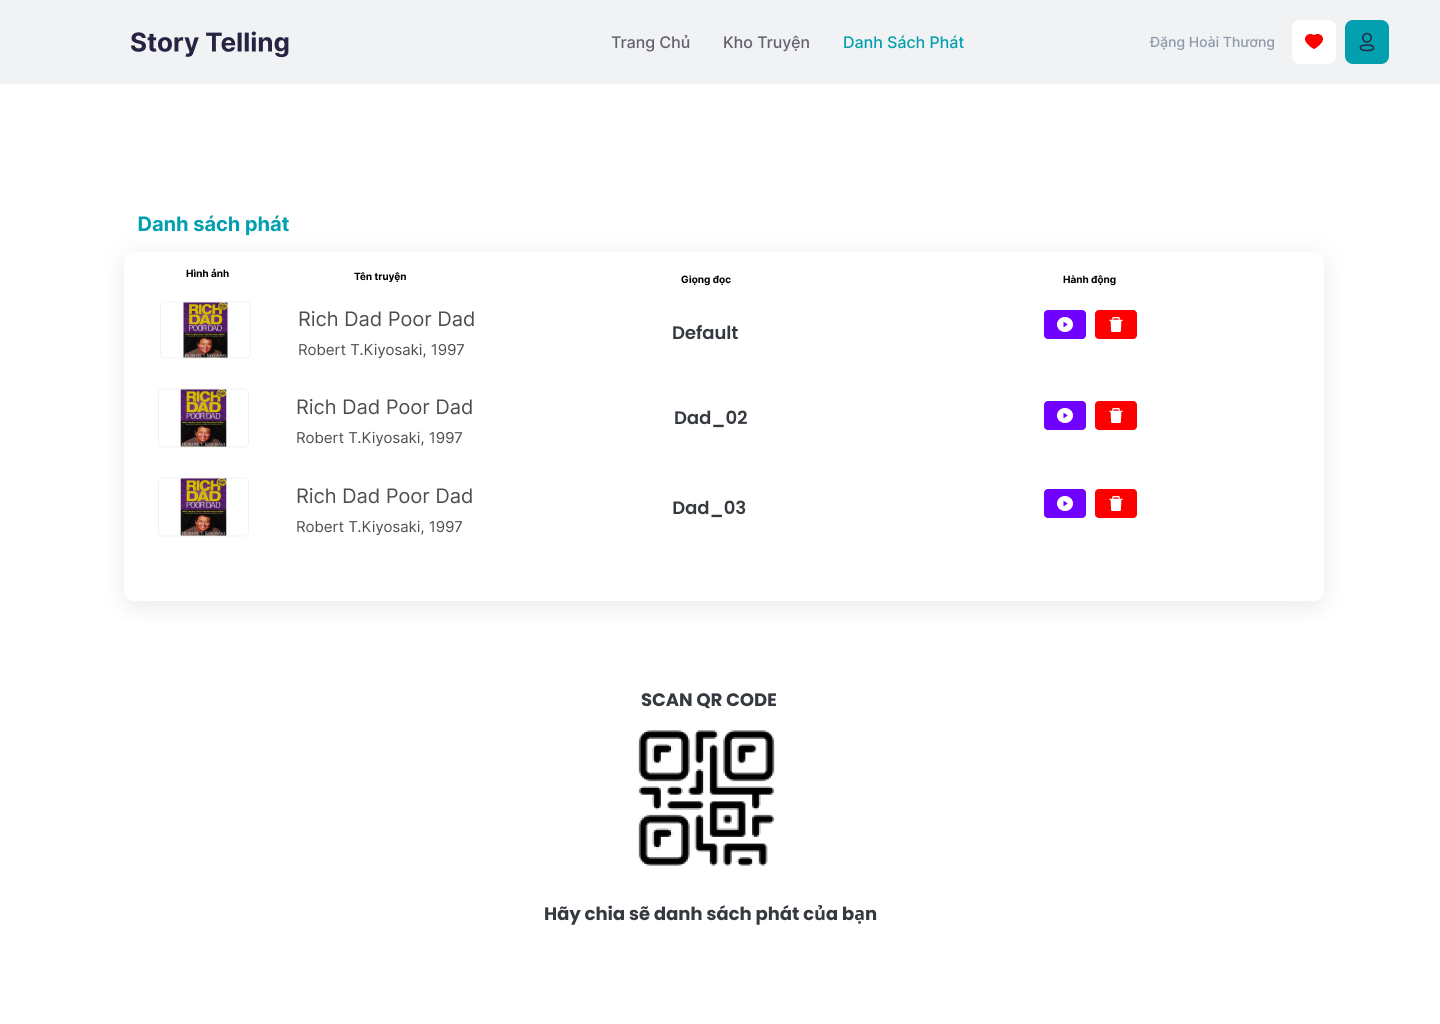 Story Telling
Trang Chủ
Kho Truyện
Danh Sách Phát
Đặng Hoài Thương
Danh sách phát
Hình ảnh
Tên truyện
Giọng đọc
Hành động
RICH
DAD
POOR DAD
Rich Dad Poor Dad
Robert T.Kiyosaki, 1997
Default
RICH
DAD
POOR DAD
Rich Dad Poor Dad
Robert T.Kiyosaki, 1997
Dad_02
RICH
DAD
POOR DAD
Rich Dad Poor Dad
Robert T.Kiyosaki, 1997
Dad_03
SCAN QR CODE
Hãy chia sẽ danh sách phát của bạn